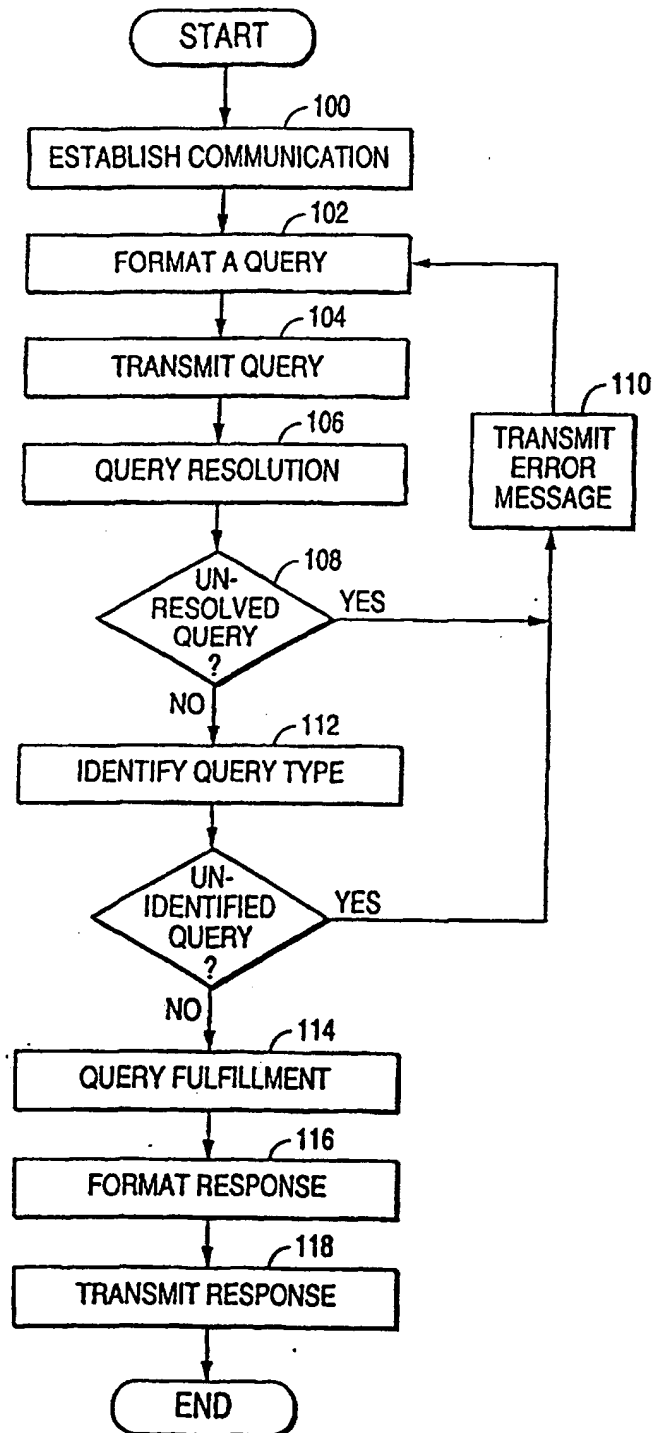 START
100
ESTABLISH COMMUNICATION
102
FORMAT A QUERY
104
TRANSMIT QUERY
106
QUERY RESOLUTION
110
TRANSMIT
ERROR
MESSAGE
108
UN-
RESOLVED
QUERY
?
YES
NO
112
IDENTIFY QUERY TYPE
UN-
IDENTIFIED
QUERY
?
YES
NO
114
QUERY FULFILLMENT
116
FORMAT RESPONSE
118
TRANSMIT RESPONSE
END